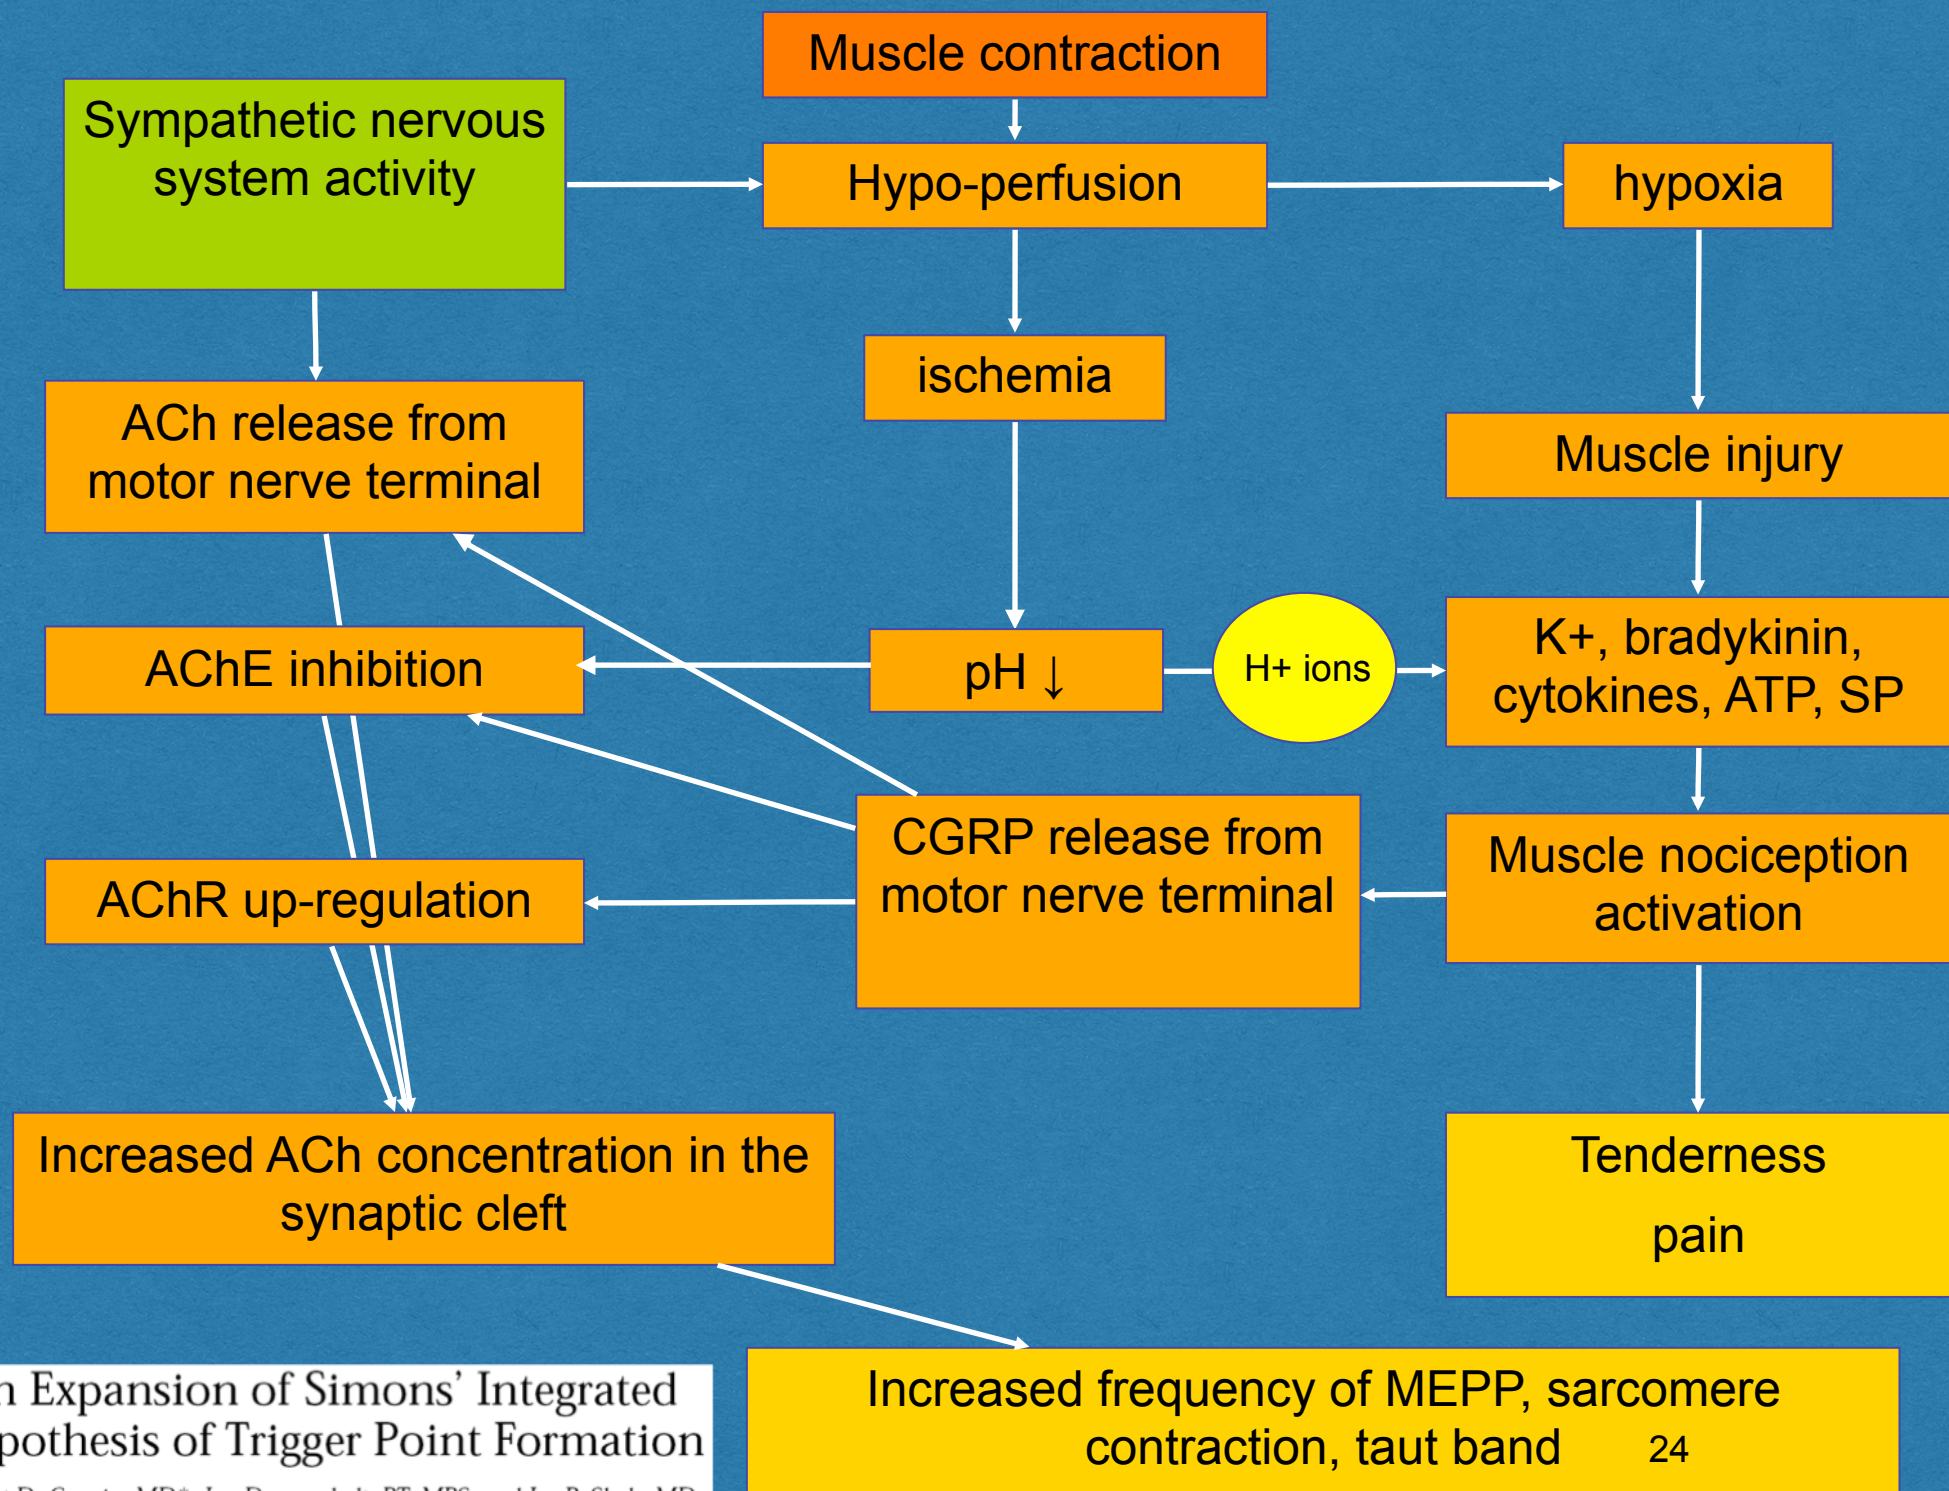 Muscle contraction
Sympathetic nervous
system activity
Hypo-perfusion
hypoxia
ischemia
ACh release from
motor nerve terminal
Muscle injury
AChE inhibition
pH ↓
H+ ions
K+, bradykinin,
cytokines, ATP, SP
CGRP release from
motor nerve terminal
Muscle nociception
activation
AChR up-regulation
Increased ACh concentration in the
synaptic cleft
Tenderness
pain
Expansion of Simons’ Integrated
of Trigger Point Formation
Increased frequency of MEPP, sarcomere
contraction, taut band
24